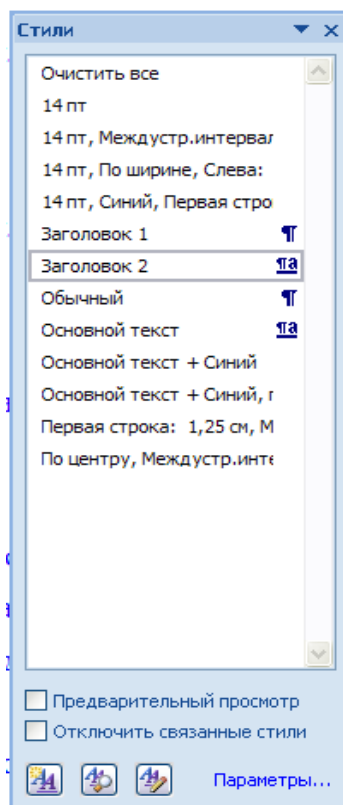 Стили
Очистить все
14 пт
14 пт, Междустр.интервал
14 пт, По ширине, Слева:
14 пт, Синий, Первая стро
Заголовок 1 ¶
Заголовок 2 ¶a
Обычный ¶
Основной текст ¶a
Основной текст + Синий
Основной текст + Синий, г
Первая строка: 1,25 см, М
По центру, Междустр.инте
Предварительный просмотр
Отключить связанные стили
Параметры...